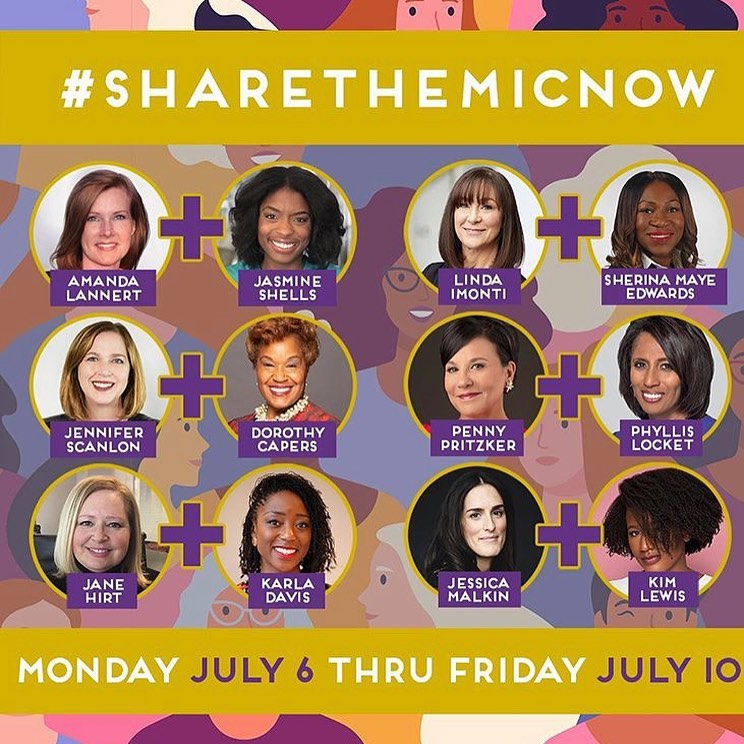 #SHARETHEMICNOW
AMANDA
LANNERT
JASMINE
SHELLS
LINDA
IMONTI
SHERINA MAYE
EDWARDS
JENNIFER
SCANLON
DOROTHY
CAPERS
PENNY
PRITZKER
PHYLLIS
LOCKET
JANE
HIRT
KARLA
DAVIS
JESSICA
MALKIN
KIM
LEWIS
MONDAY JULY 6 THRU FRIDAY JULY 10